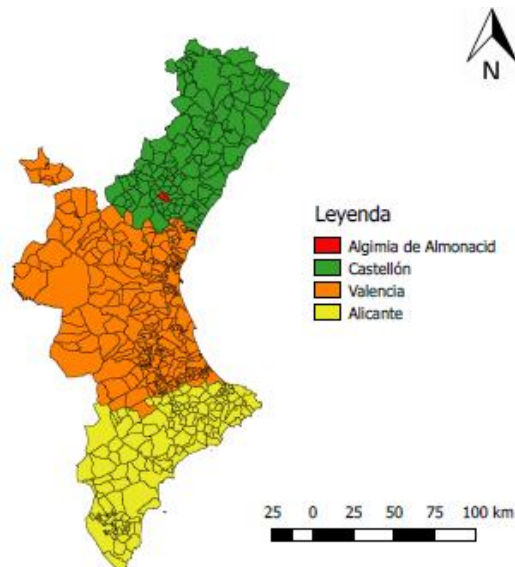 N
Leyenda
Algimia de Almonacid
Castellón
Valencia
Alicante
25 0 25 50 75 100 km